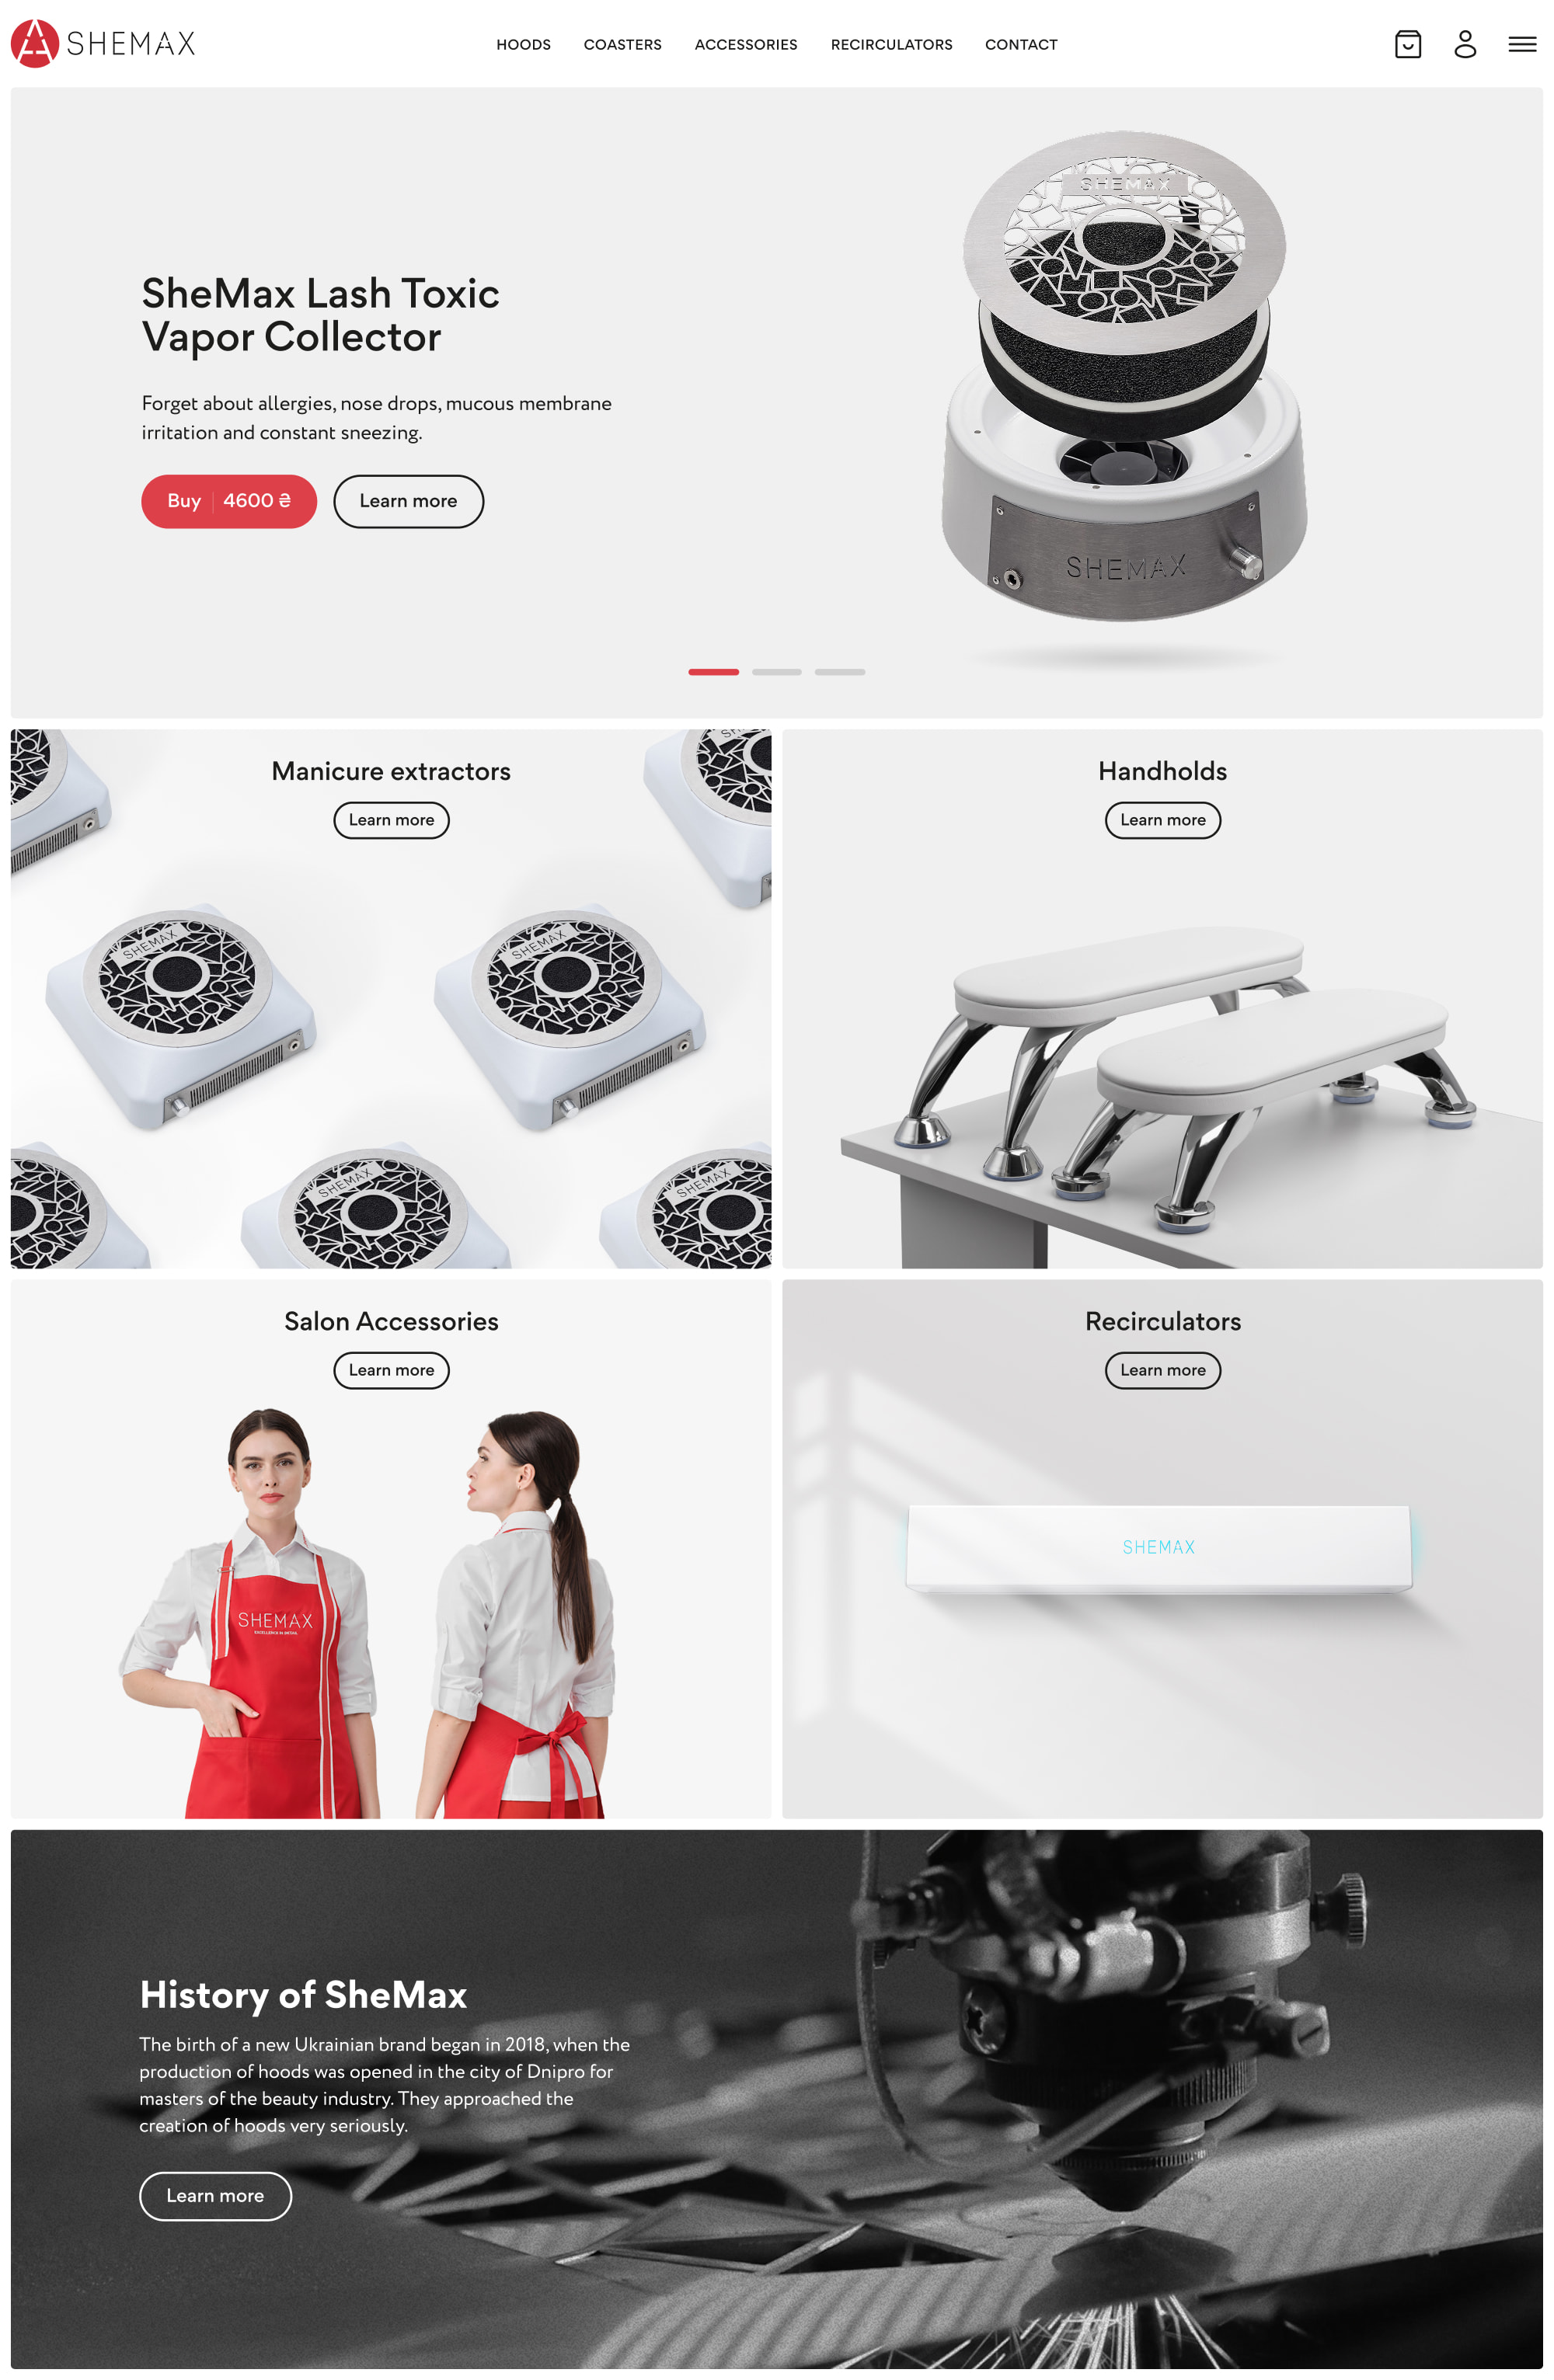 SHEMAX
HOODS COASTERS ACCESSORIES RECIRCULATORS CONTACT
SHEMAX
SheMax Lash Toxic
Vapor Collector
Forget about allergies, nose drops, mucous membrane
irritation and constant sneezing.
Buy 4600 ₴ Learn more
SHEMAX
Manicure extractors
Learn more
SHEMAX
SHEMAX
SHEMAX
SHEMAX
Handholds
Learn more
Salon Accessories
Learn more
SHEMAX
EXCELLENCE IN DETAIL
Recirculators
Learn more
SHEMAX
History of SheMax
The birth of a new Ukrainian brand began in 2018, when the
production of hoods was opened in the city of Dnipro for
masters of the beauty industry. They approached the
creation of hoods very seriously.
Learn more